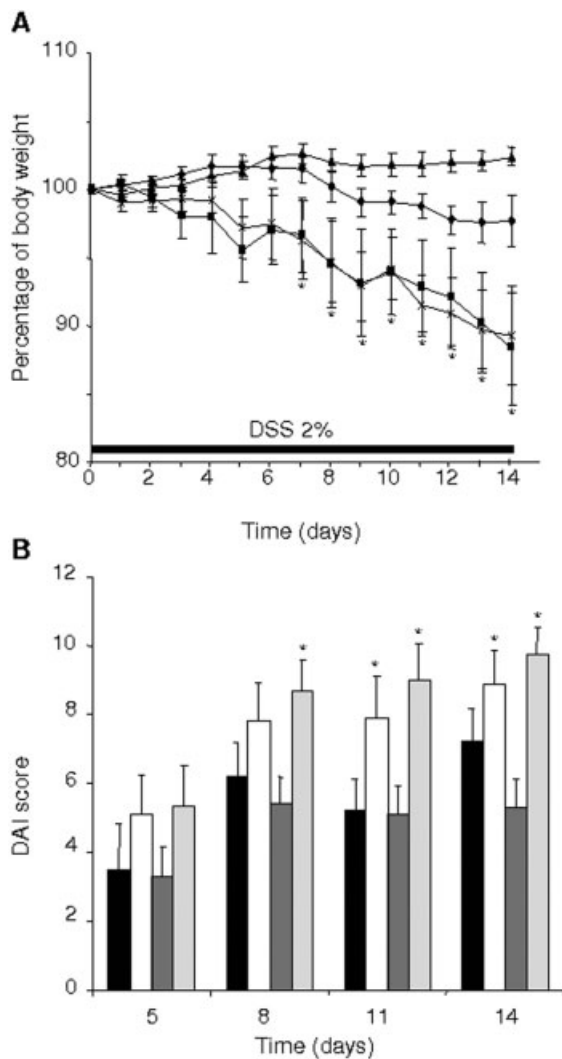 A
110
100
90
80
Percentage of body weight
* * * * * * * *
DSS 2%
0 2 4 6 8 10 12 14
Time (days)
B
12
10
8
6
4
2
0
DAI score
* * * * *
5 8 11 14
Time (days)